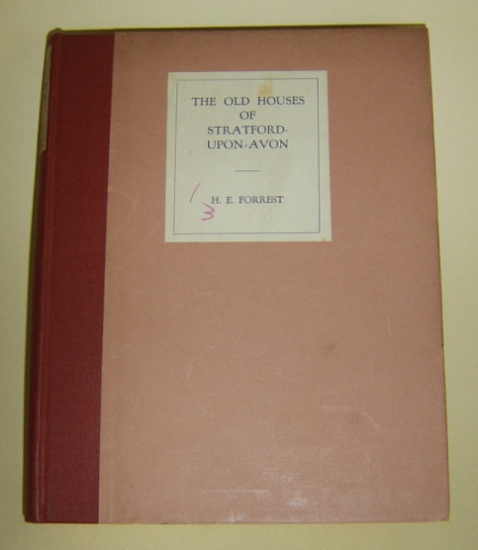 THE OLD HOUSES
OF
STRATFORD-
UPON-AVON
H. E. FORREST
1/3